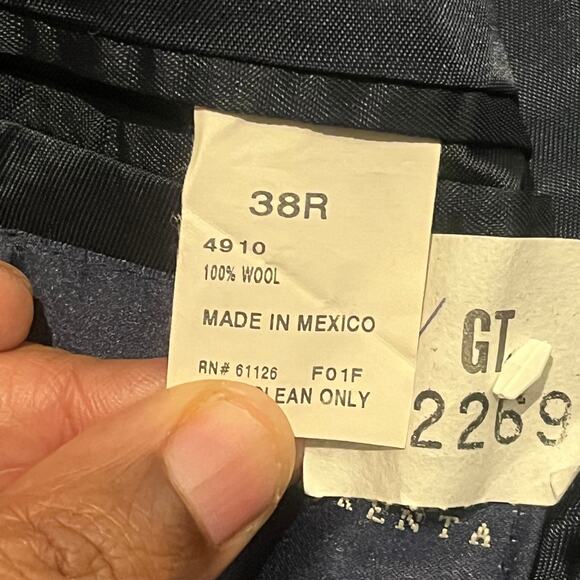 38R
4910
100% WOOL
MADE IN MEXICO
RN# 61126 F01F
CLEAN ONLY
GT
2269